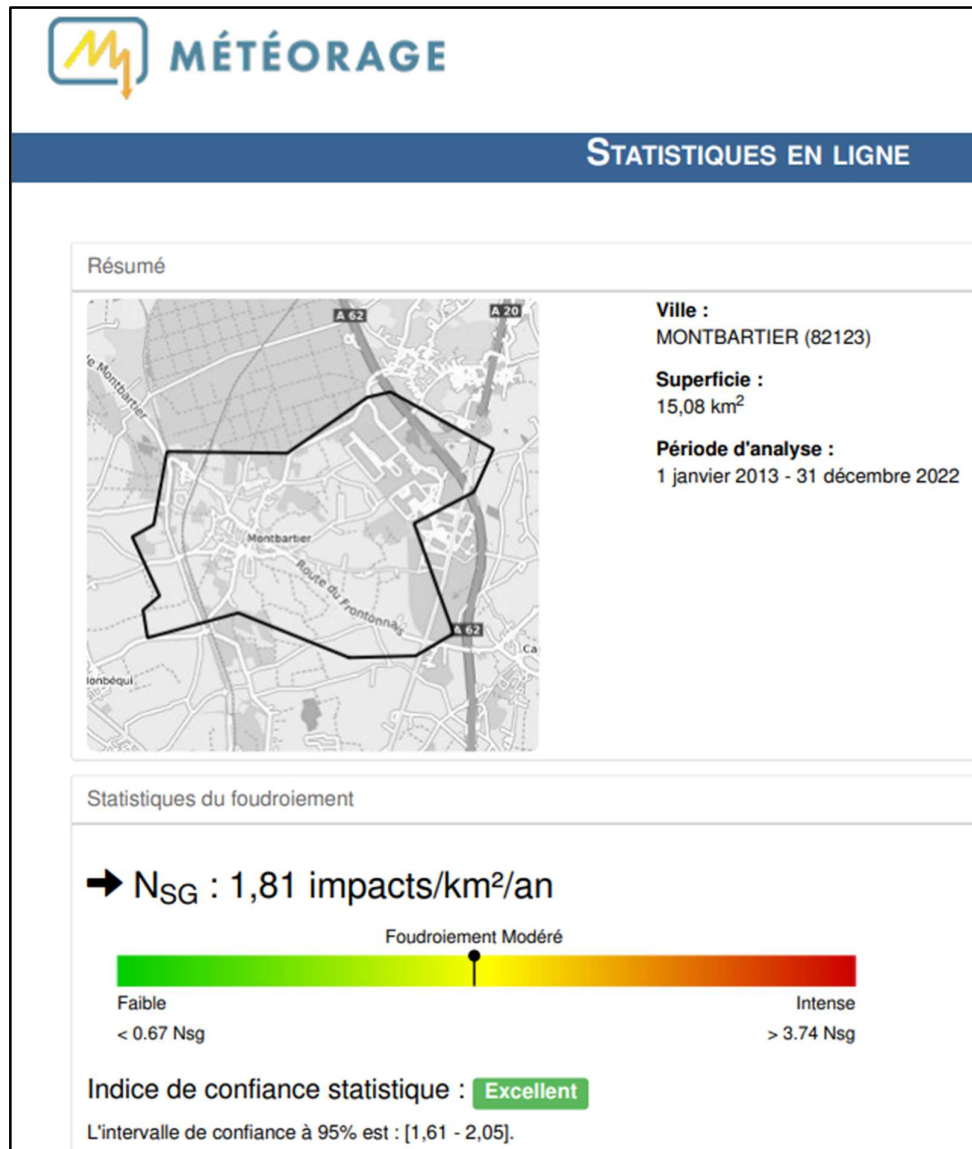 MÉTÉORAGE
STATISTIQUES EN LIGNE
Résumé
A 62
A 20
de Montbartier
Montbartier
Route du Frontonnais
A 62
Ville :
MONTBARTIER (82123)
Superficie :
15,08 km²
Période d'analyse :
1 janvier 2013 - 31 décembre 2022
Statistiques du foudroiement
➔ NSG : 1,81 impacts/km²/an
Foudroiement Modéré
Faible
Intense
< 0.67 Nsg
> 3.74 Nsg
Indice de confiance statistique : Excellent
L'intervalle de confiance à 95% est : [1,61 - 2,05].